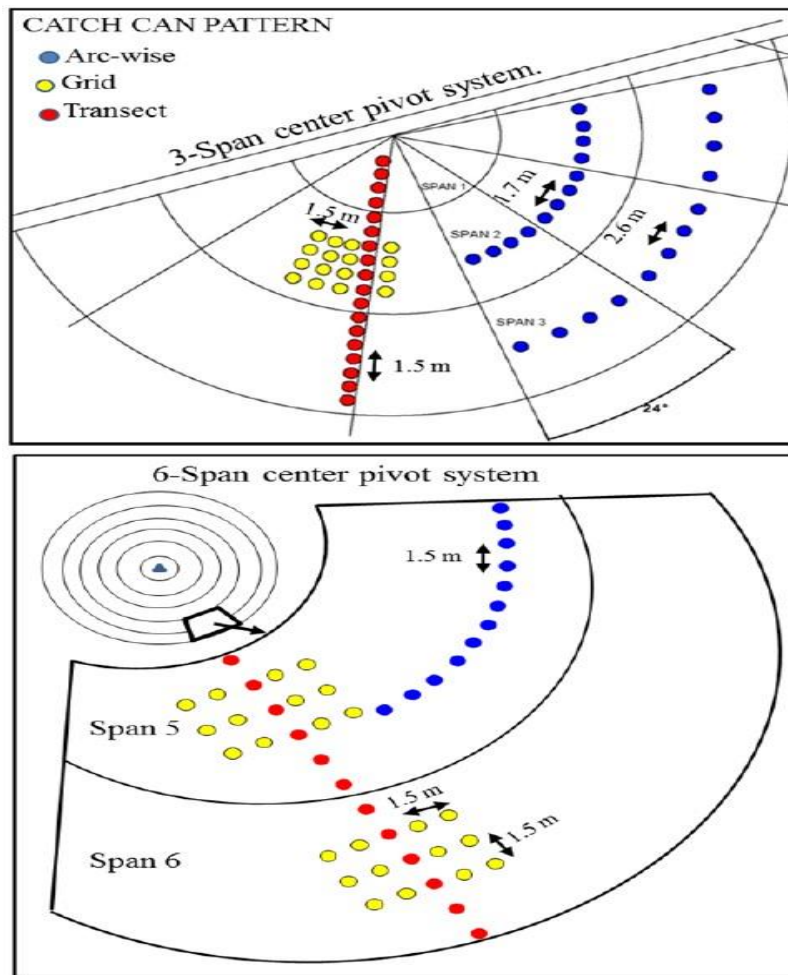 CATCH CAN PATTERN
Arc-wise
Grid
Transect
3-Span center pivot system.
SPAN 1
1.5 m
1.7 m
SPAN 2
2.6 m
SPAN 3
1.5 m
24°
6-Span center pivot system
1.5 m
Span 5
1.5 m
1.5 m
Span 6